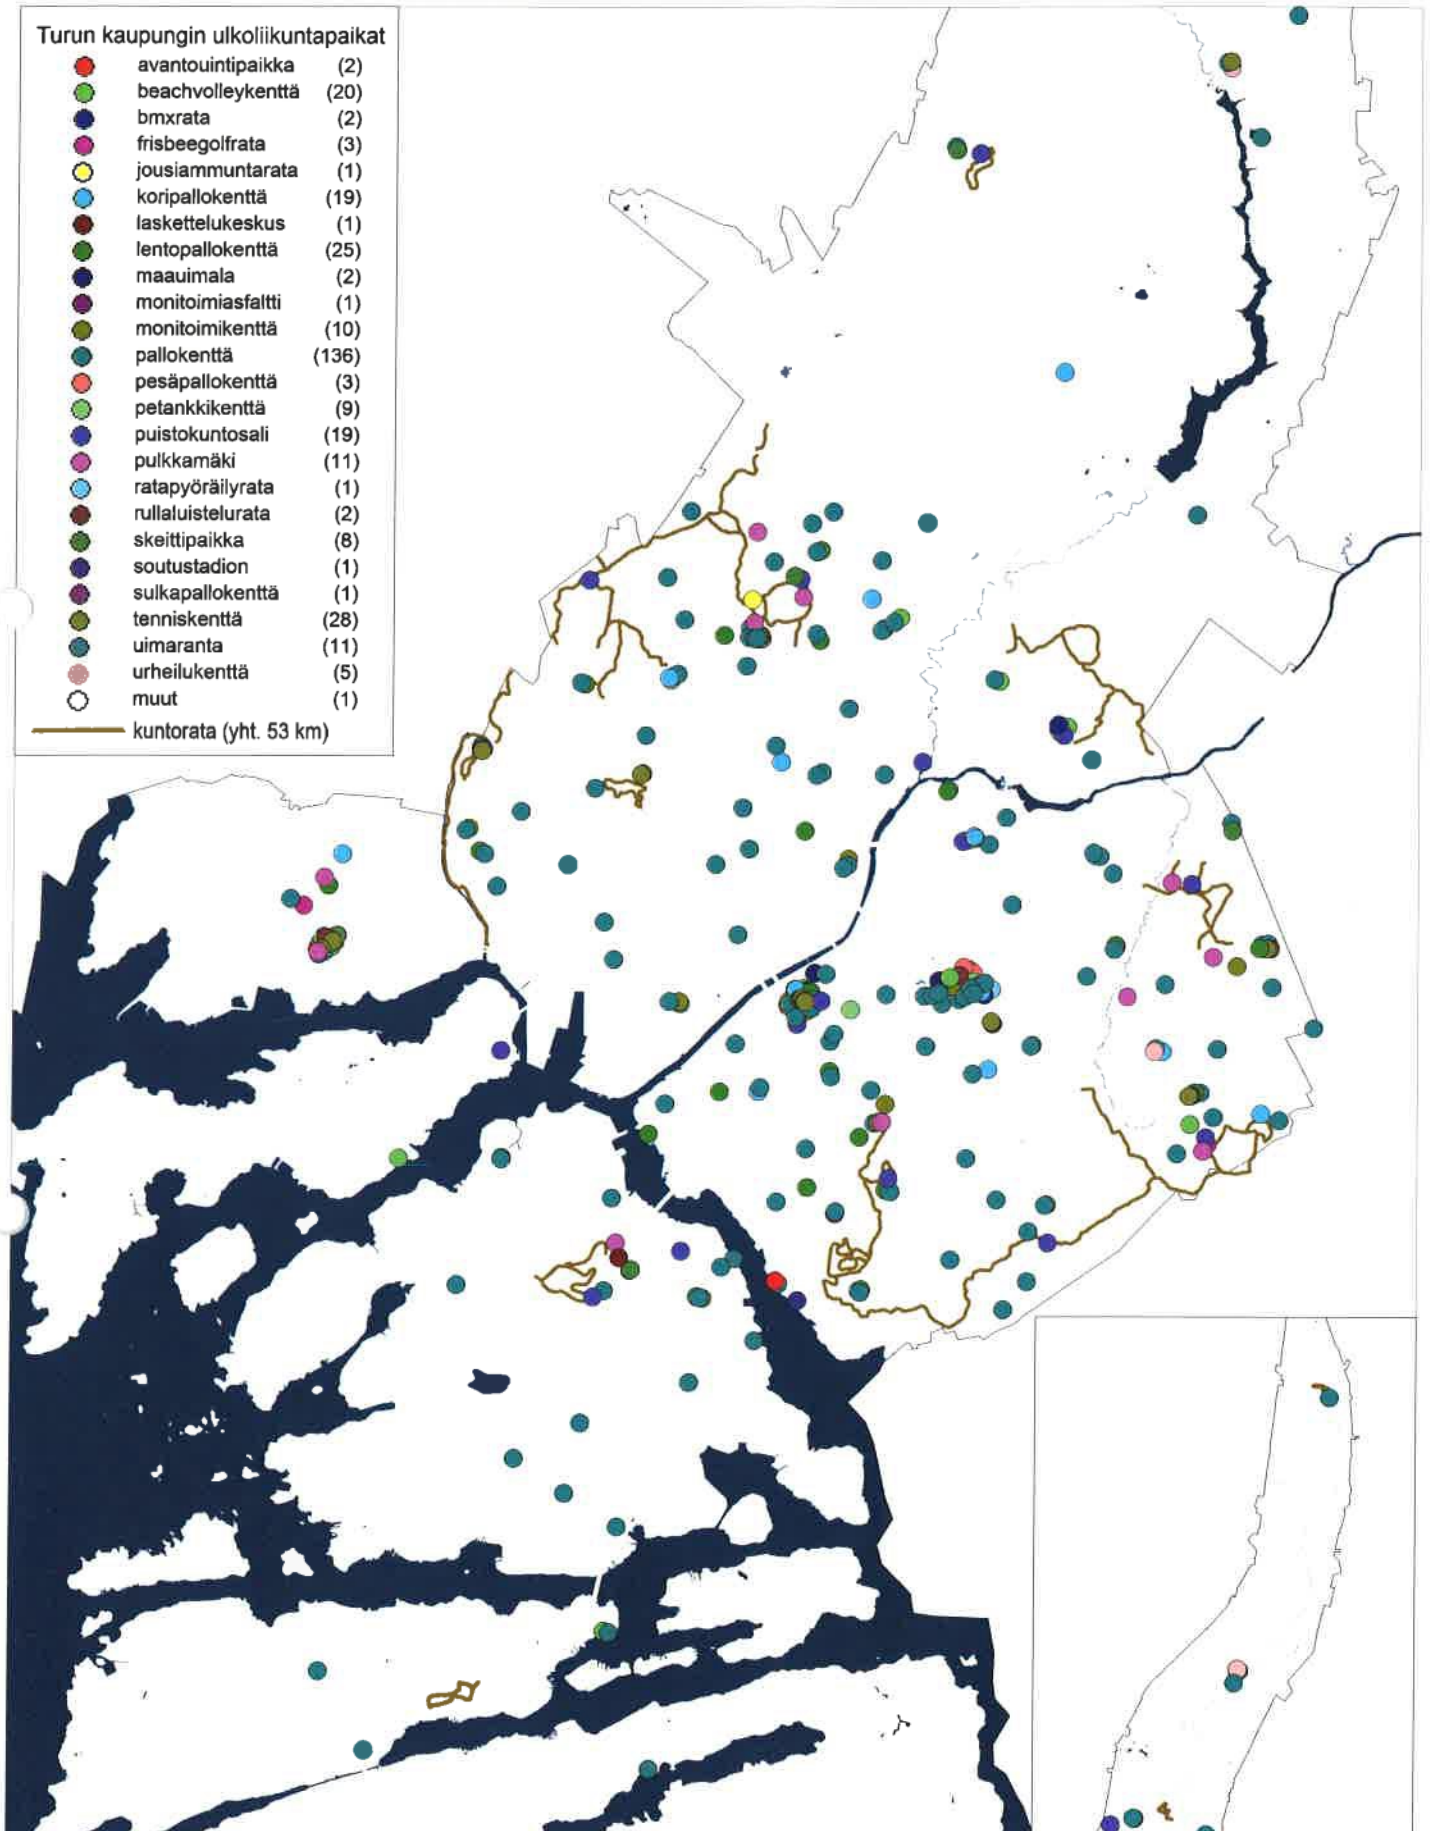 Turun kaupungin ulkoliikuntapaikat
avantouintipaikka (2)
beachvolleykenttä (20)
bmxrata (2)
frisbeegolfrata (3)
jousiammuntarata (1)
koripallokenttä (19)
laskettelukeskus (1)
lentopallokenttä (25)
maauimala (2)
monitoimiasfaltti (1)
monitoimikenttä (10)
pallokenttä (136)
pesäpallokenttä (3)
petankkikenttä (9)
puistokuntosali (19)
pulkkamäki (11)
ratapyöräilyrata (1)
rullaluistelurata (2)
skeittipaikka (8)
soutustadion (1)
sulkapallokenttä (1)
tenniskenttä (28)
uimaranta (11)
urheilukenttä (5)
muut (1)
kuntorata (yht. 53 km)